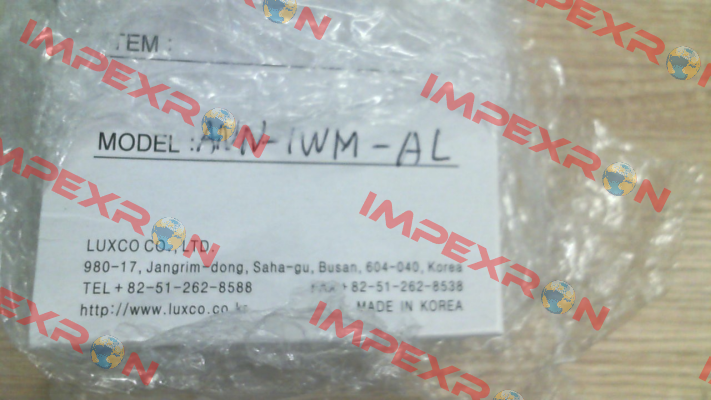 IMPEXRON
TEM :
IMPEXRON
IMPEXRON
IMPEXRON
MODEL : -1WM-AL
IMPEXRON
IMPEXRON
LUXCO CO., LTD.
980-17, Jangrim-dong, Saha-gu, Busan, 604-040, Korea
TEL + 82-51-262-8588 + 82-51-262-8538
http://www.luxco.co.kr MADE IN KOREA
IMPEXRON
IMPEXRON